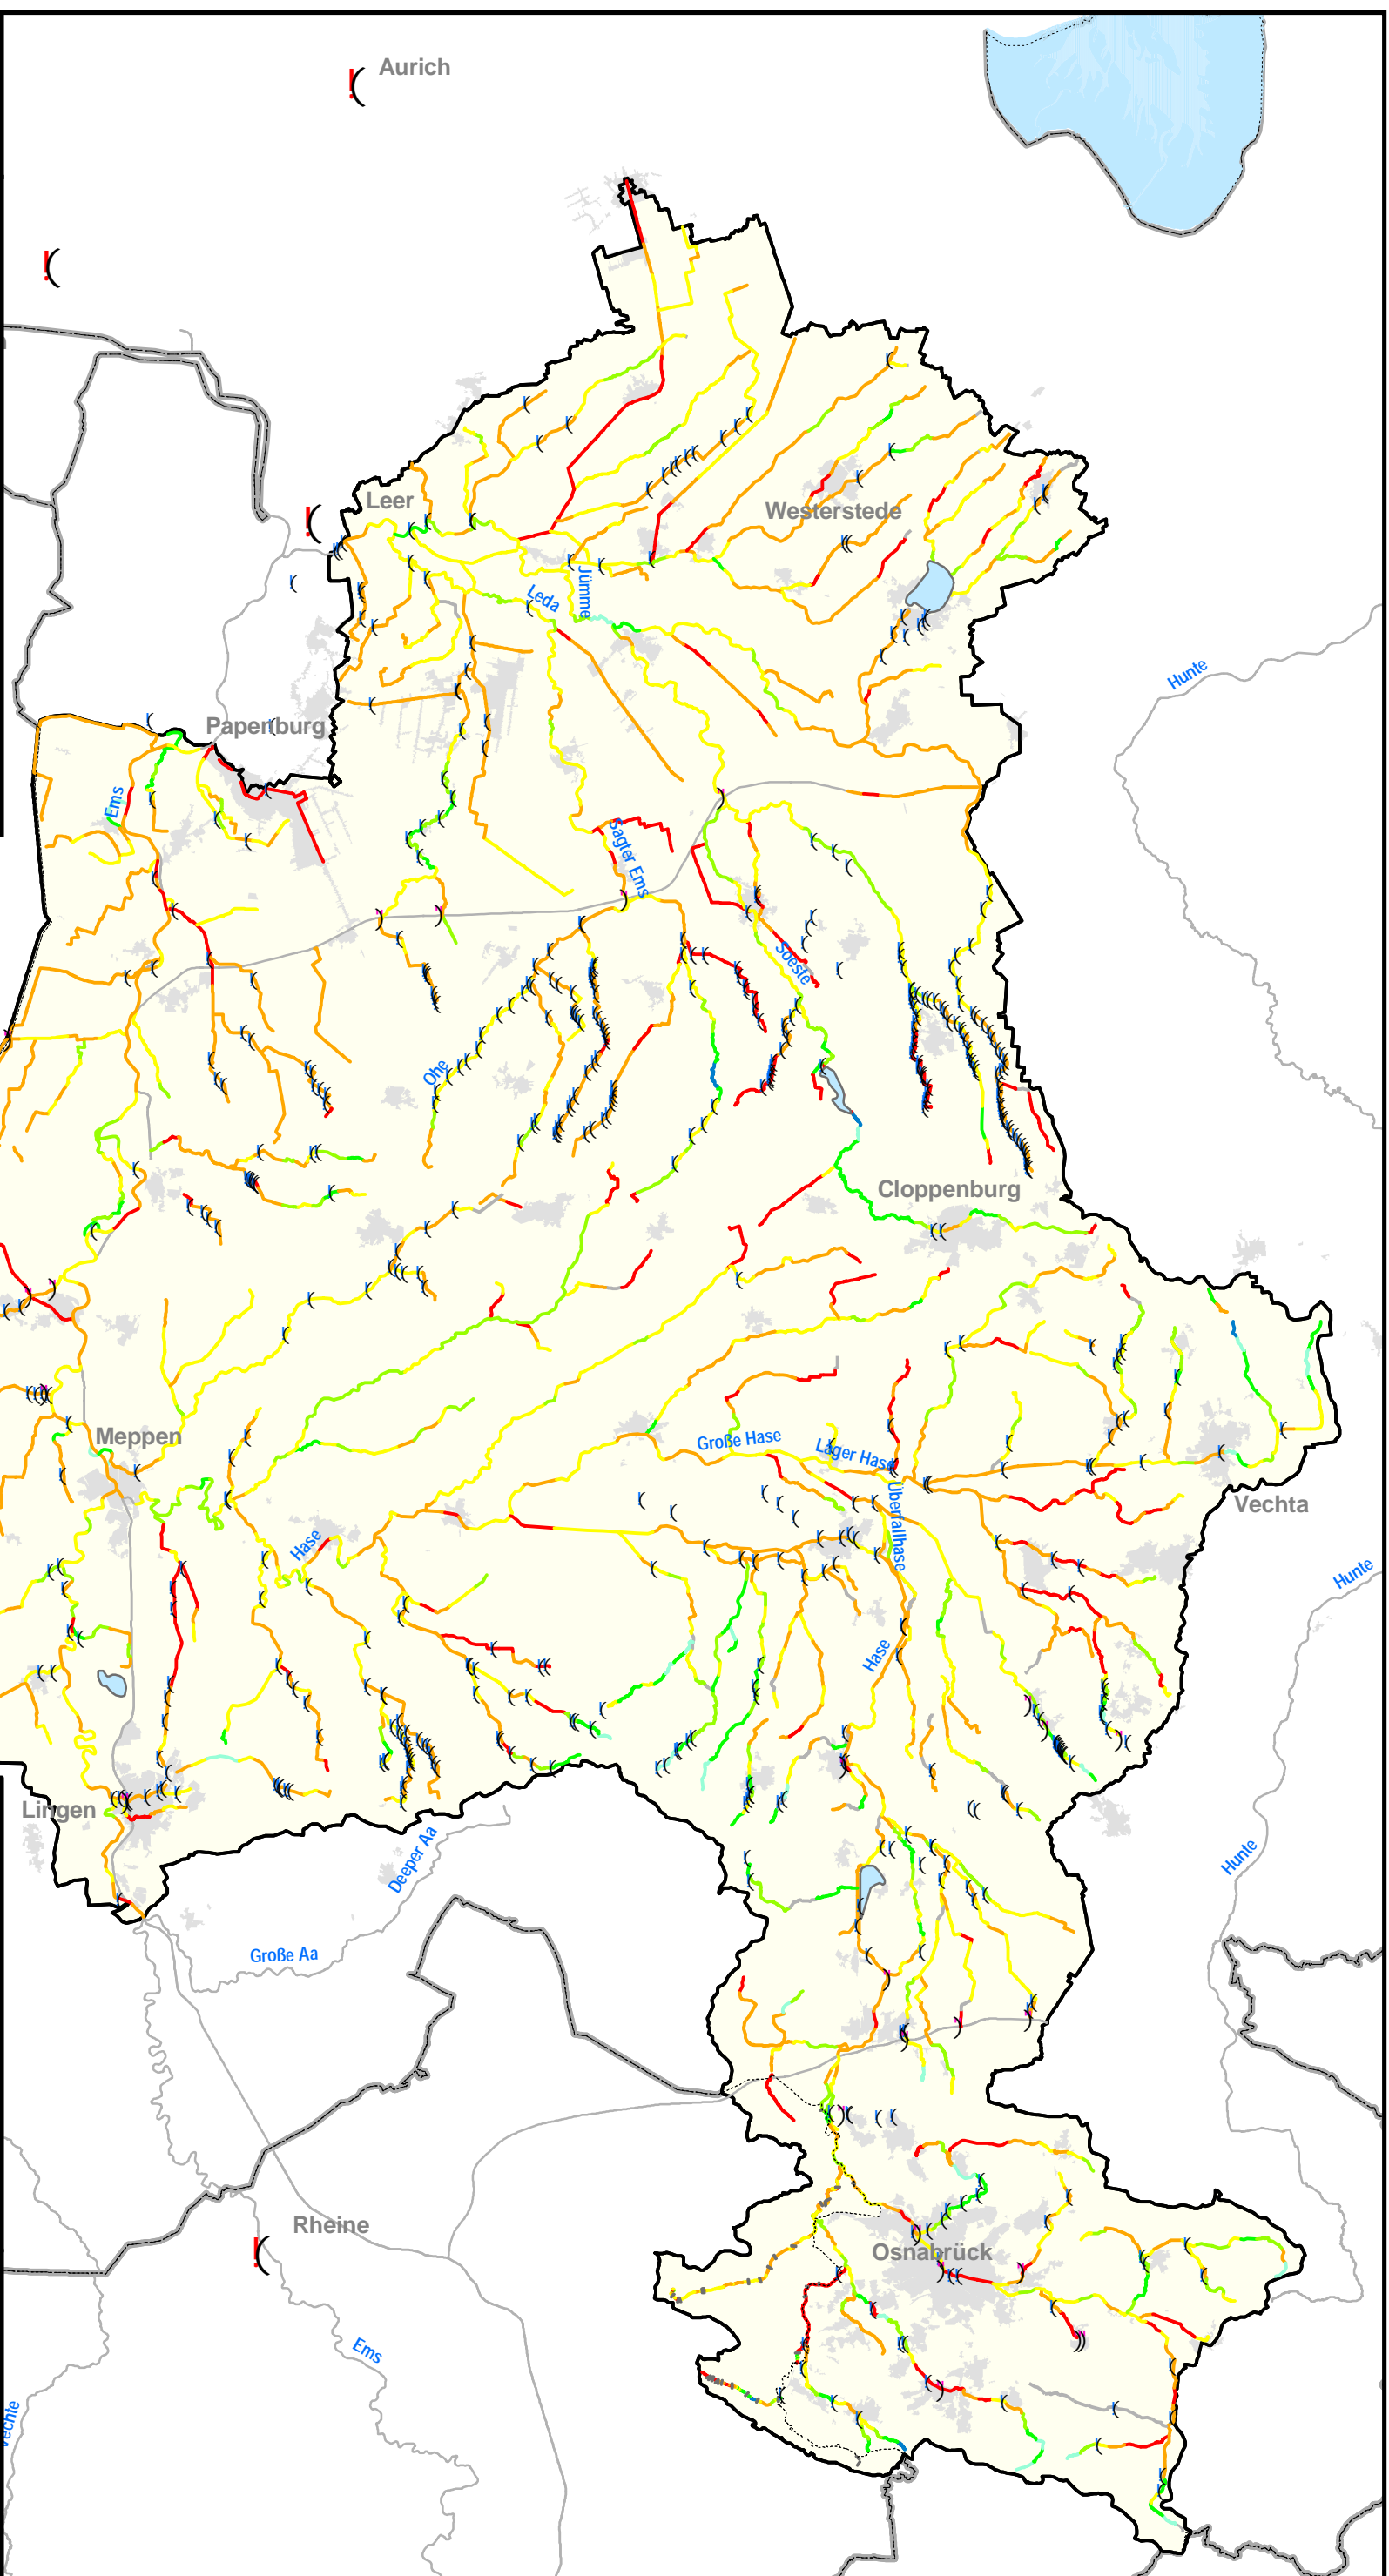 Aurich
Leer
Westerstede
Jümme
Leda
Hunte
Papenburg
Ems
Sagter Ems
Soeste
Ohe
Cloppenburg
Meppen
Große Hase
Lager Hase
Überfallhase
Vechta
Hase
Hunte
Hase
Lingen
Deeper Aa
Hunte
Große Aa
Rheine
Osnabrück
Ems
Vechte